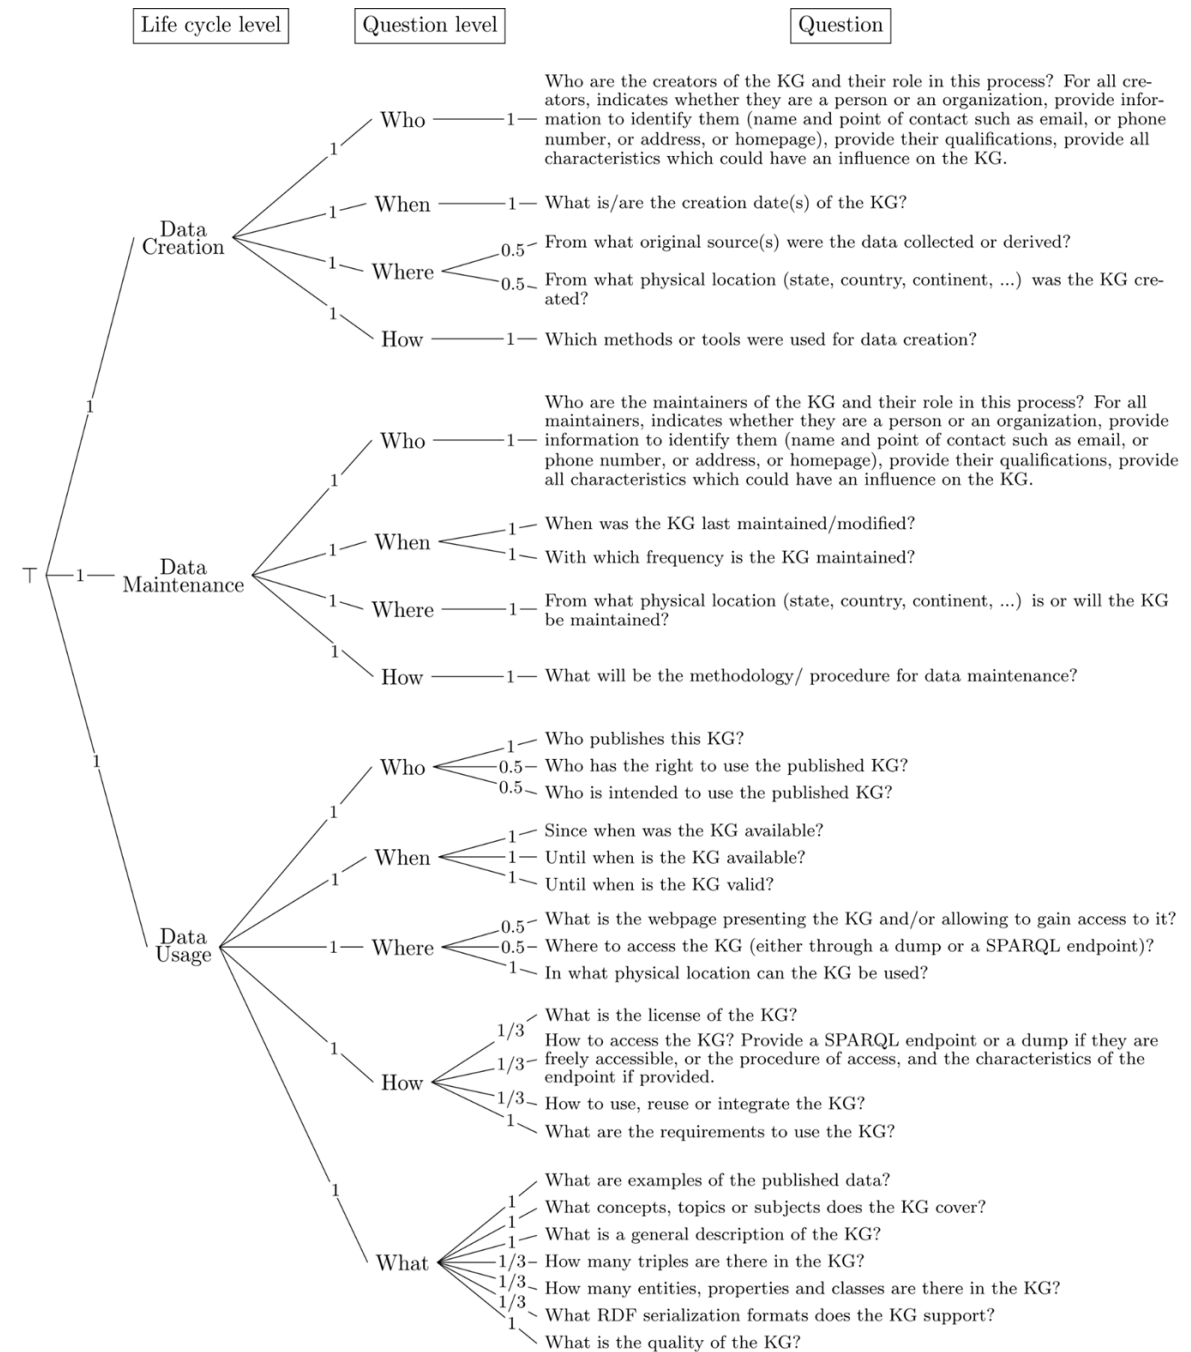 Life cycle level
Question level
Question
⊤
1
Data
Creation
1
Who
1
Who are the creators of the KG and their role in this process? For all cre-
ators, indicates whether they are a person or an organization, provide infor-
mation to identify them (name and point of contact such as email, or phone
number, or address, or homepage), provide their qualifications, provide all
characteristics which could have an influence on the KG.
1
When
1
What is/are the creation date(s) of the KG?
1
Where
0.5
From what original source(s) were the data collected or derived?
0.5
From what physical location (state, country, continent, ...) was the KG cre-
ated?
1
How
1
Which methods or tools were used for data creation?
1
Data
Maintenance
1
Who
1
Who are the maintainers of the KG and their role in this process? For all
maintainers, indicates whether they are a person or an organization, provide
information to identify them (name and point of contact such as email, or
phone number, or address, or homepage), provide their qualifications, provide
all characteristics which could have an influence on the KG.
1
When
1
When was the KG last maintained/modified?
1
With which frequency is the KG maintained?
1
Where
1
From what physical location (state, country, continent, ...) is or will the KG
be maintained?
1
How
1
What will be the methodology/ procedure for data maintenance?
1
Data
Usage
1
Who
1
Who publishes this KG?
0.5
Who has the right to use the published KG?
0.5
Who is intended to use the published KG?
1
When
1
Since when was the KG available?
1
Until when is the KG available?
1
Until when is the KG valid?
1
Where
0.5
What is the webpage presenting the KG and/or allowing to gain access to it?
0.5
Where to access the KG (either through a dump or a SPARQL endpoint)?
1
In what physical location can the KG be used?
1
How
1/3
What is the license of the KG?
1/3
How to access the KG? Provide a SPARQL endpoint or a dump if they are
freely accessible, or the procedure of access, and the characteristics of the
endpoint if provided.
1/3
How to use, reuse or integrate the KG?
1
What are the requirements to use the KG?
1
What
1
What are examples of the published data?
1
What concepts, topics or subjects does the KG cover?
1
What is a general description of the KG?
1/3
How many triples are there in the KG?
1/3
How many entities, properties and classes are there in the KG?
1/3
What RDF serialization formats does the KG support?
1
What is the quality of the KG?